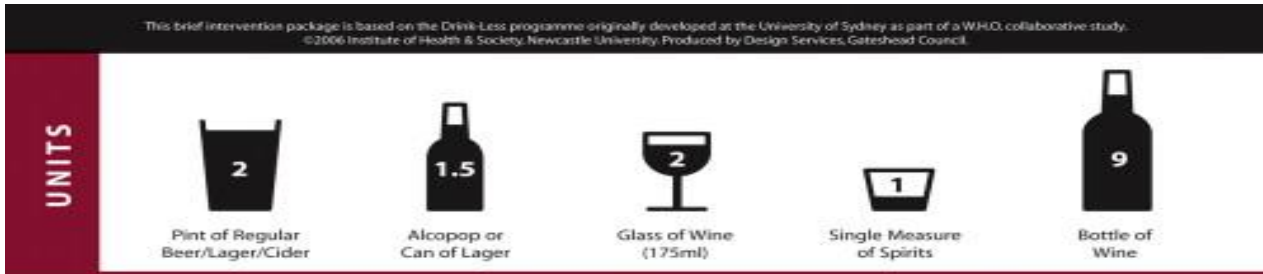 This brief intervention package is based on the Drink-Less programme originally developed at the University of Sydney as part of a W.H.O. collaborative study.
©2006 Institute of Health & Society, Newcastle University. Produced by Design Services, Gateshead Council.
UNITS
2
1.5
2
1
9
Pint of Regular
Beer/Lager/Cider
Alcopop or
Can of Lager
Glass of Wine
(175ml)
Single Measure
of Spirits
Bottle of
Wine